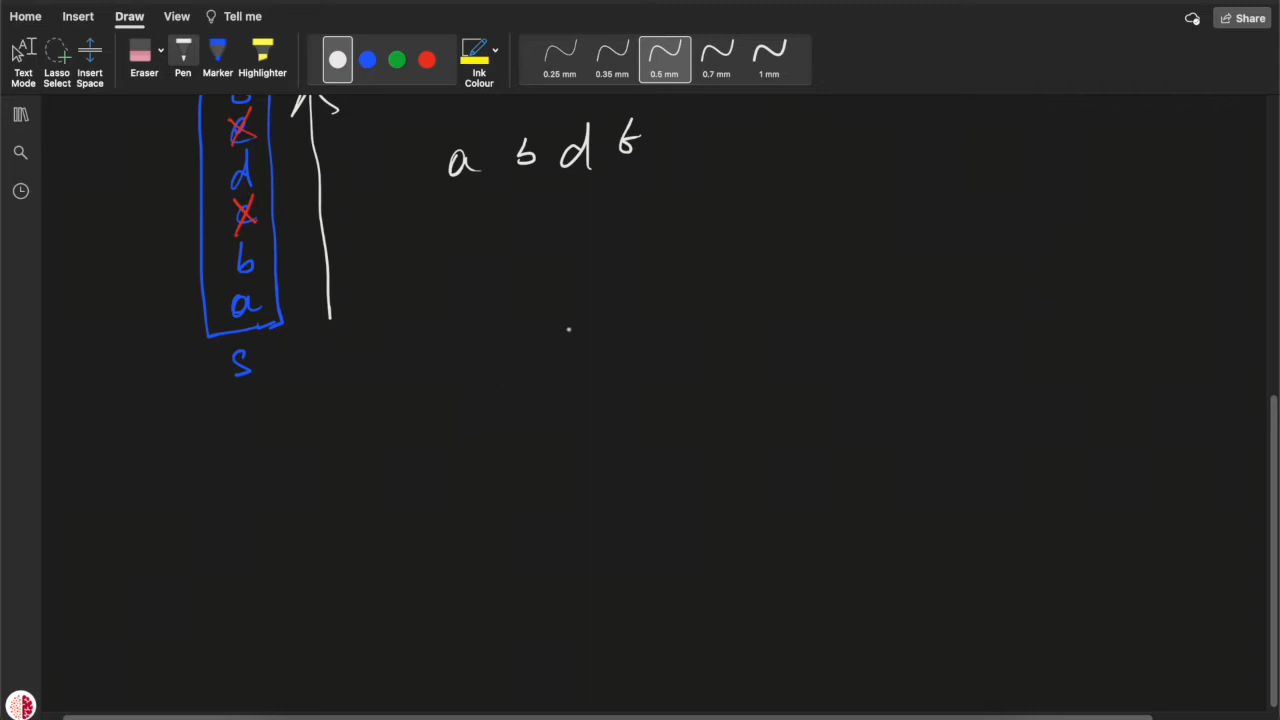 Home Insert Draw View Tell me
Share
Text Mode
Lasso Select
Insert Space
Eraser
Pen
Marker
Highlighter
Ink Colour
0.25 mm
0.35 mm
0.5 mm
0.7 mm
1 mm
a b d
d
b
a
s